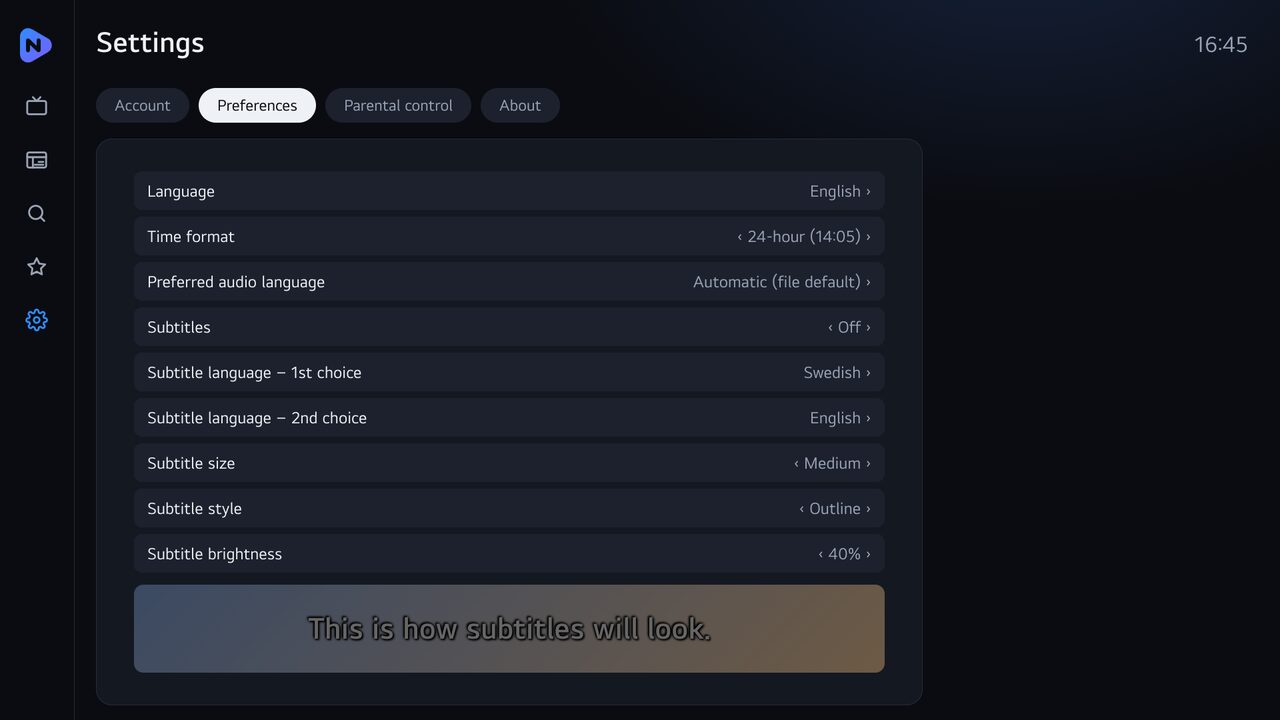 N
Settings
16:45
Account Preferences Parental control About
Language English ›
Time format ‹ 24-hour (14:05) ›
Preferred audio language Automatic (file default) ›
Subtitles ‹ Off ›
Subtitle language – 1st choice Swedish ›
Subtitle language – 2nd choice English ›
Subtitle size ‹ Medium ›
Subtitle style ‹ Outline ›
Subtitle brightness ‹ 40% ›
This is how subtitles will look.